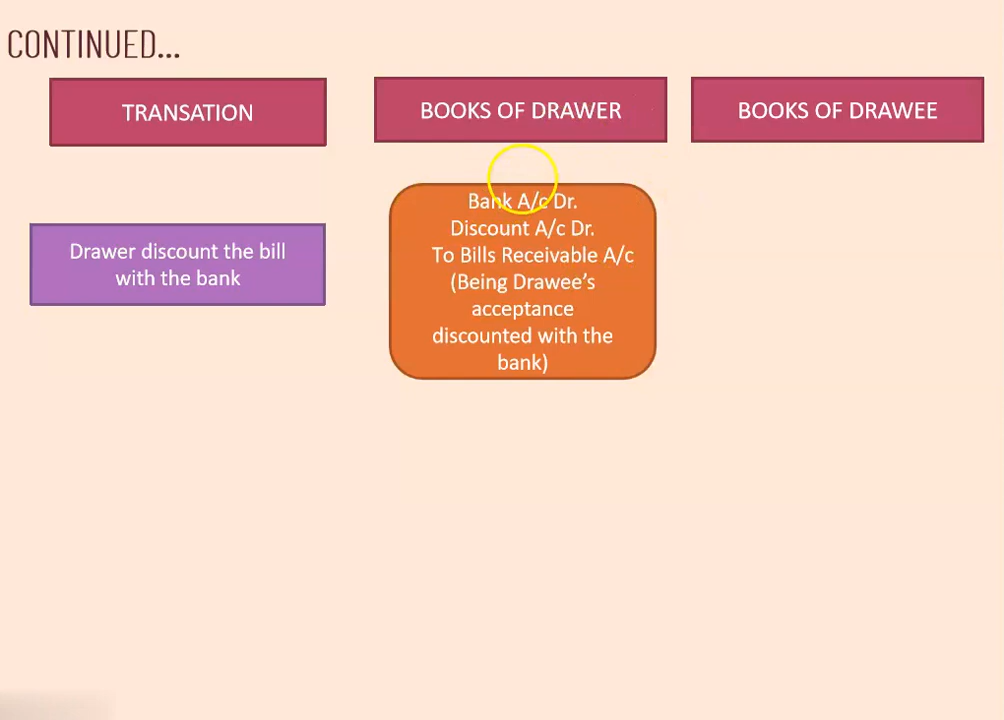 CONTINUED...
TRANSATION
BOOKS OF DRAWER
BOOKS OF DRAWEE
Drawer discount the bill
with the bank
Bank A/c Dr.
Discount A/c Dr.
To Bills Receivable A/c
(Being Drawee's
acceptance
discounted with the
bank)